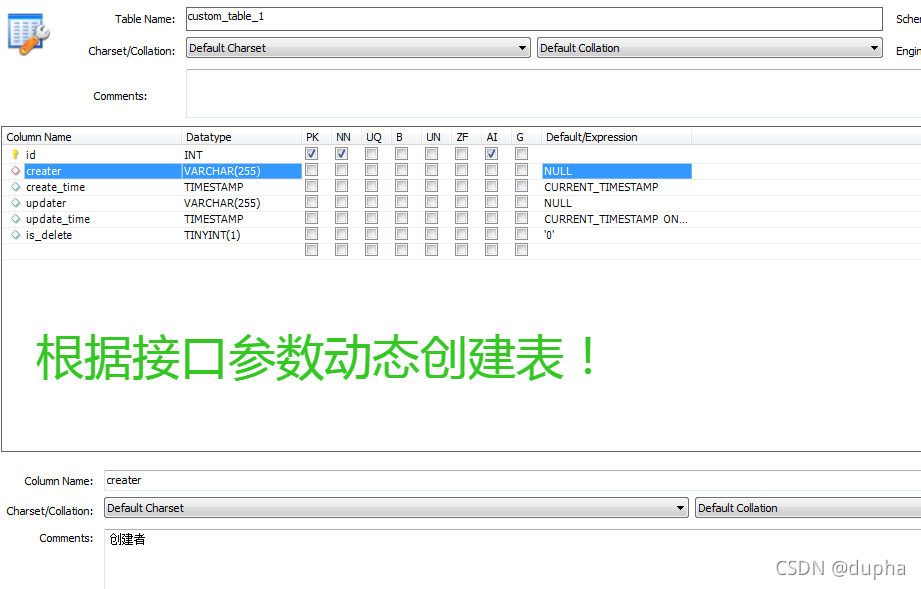 Table Name: custom_table_1 Scher
Charset/Collation: Default Charset Default Collation Engin
Comments:
Column Name Datatype PK NN UQ B UN ZF AI G Default/Expression
id INT
creater VARCHAR(255) NULL
create_time TIMESTAMP CURRENT_TIMESTAMP
updater VARCHAR(255) NULL
update_time TIMESTAMP CURRENT_TIMESTAMP ON...
is_delete TINYINT(1) '0'
根据接口参数动态创建表！
Column Name: creater
Charset/Collation: Default Charset Default Collation
Comments: 创建者
CSDN @dupha